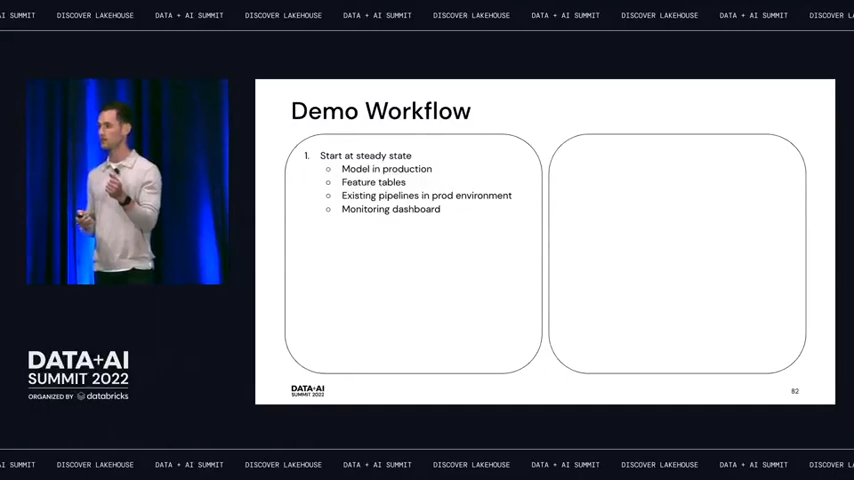 AI SUMMIT DISCOVER LAKEHOUSE DATA + AI SUMMIT DISCOVER LAKEHOUSE DATA + AI SUMMIT DISCOVER LAKEHOUSE DATA + AI SUMMIT DISCOVER LAKEHOUSE DATA + AI SUMMIT DISCOVER
Demo Workflow
1. Start at steady state
○ Model in production
○ Feature tables
○ Existing pipelines in prod environment
○ Monitoring dashboard
DATA+AI
SUMMIT 2022
82
DATA+AI
SUMMIT 2022
ORGANIZED BY databricks
AI SUMMIT DISCOVER LAKEHOUSE DATA + AI SUMMIT DISCOVER LAKEHOUSE DATA + AI SUMMIT DISCOVER LAKEHOUSE DATA + AI SUMMIT DISCOVER LAKEHOUSE DATA + AI SUMMIT DISCOVER